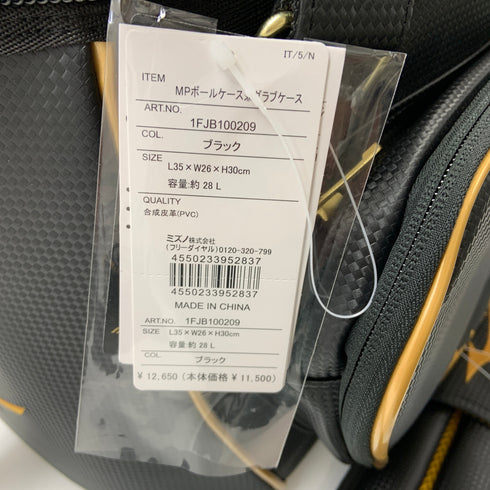 IT/5/N
ITEM
MPボールケース兼グラブケース
ART.NO.
1FJB100209
COL.
ブラック
SIZE
L35×W26×H30cm
容量:約 28 L
QUALITY
合成皮革(PVC)
ミズノ株式会社
(フリーダイヤル)0120-320-799
4550233952837
4550233952837
MADE IN CHINA
ART.NO. 1FJB100209
SIZE L35×W26×H30cm
容量:約 28 L
COL. ブラック
¥ 12,650 (本体価格 ¥ 11,500)